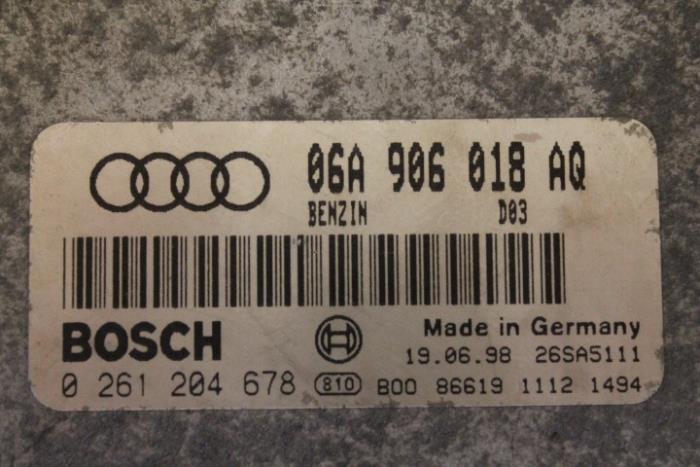 06A 906 018 AQ
BENZIN D03
BOSCH
Made in Germany
19.06.98 26SA5111
0 261 204 678 810 B00 86619 1112 1494